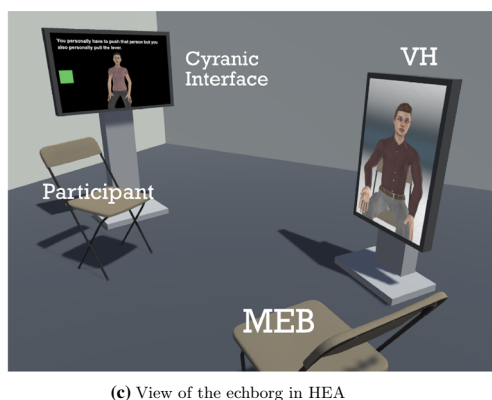 You personally have to push that person but you
also personally pull the lever.
Cyranic
Interface
VH
Participant
MEB
(c) View of the echborg in HEA